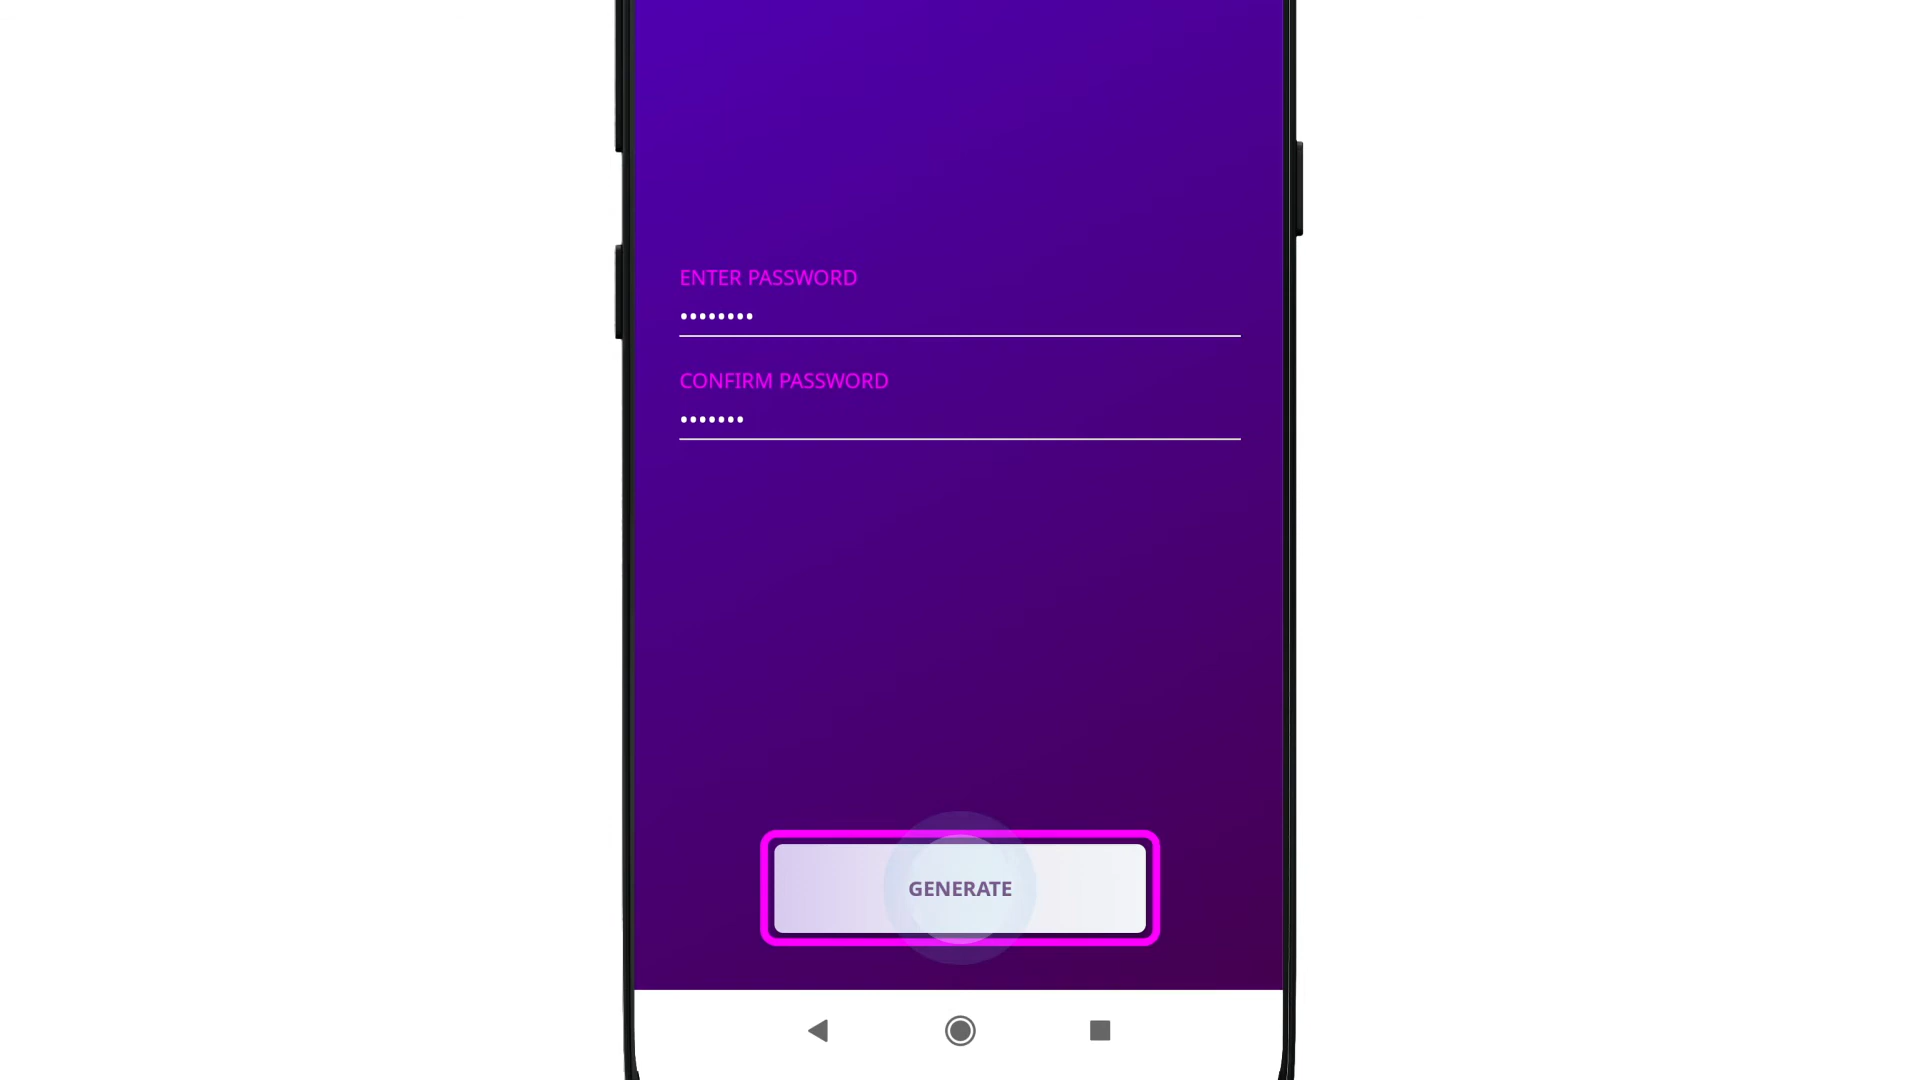 ENTER PASSWORD
••••••••
CONFIRM PASSWORD
•••••••
GENERATE